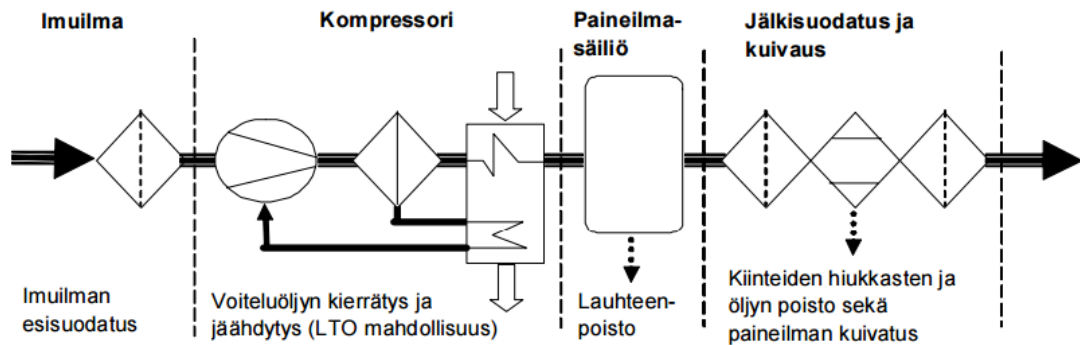 Imuilma
Kompressori
Paineilma-
säiliö
Jälkisuodatus ja
kuivaus
Imuilman
esisuodatus
Voiteluöljyn kierrätys ja
jäähdytys (LTO mahdollisuus)
Lauhteen-
poisto
Kiinteiden hiukkasten ja
öljyn poisto sekä
paineilman kuivatus